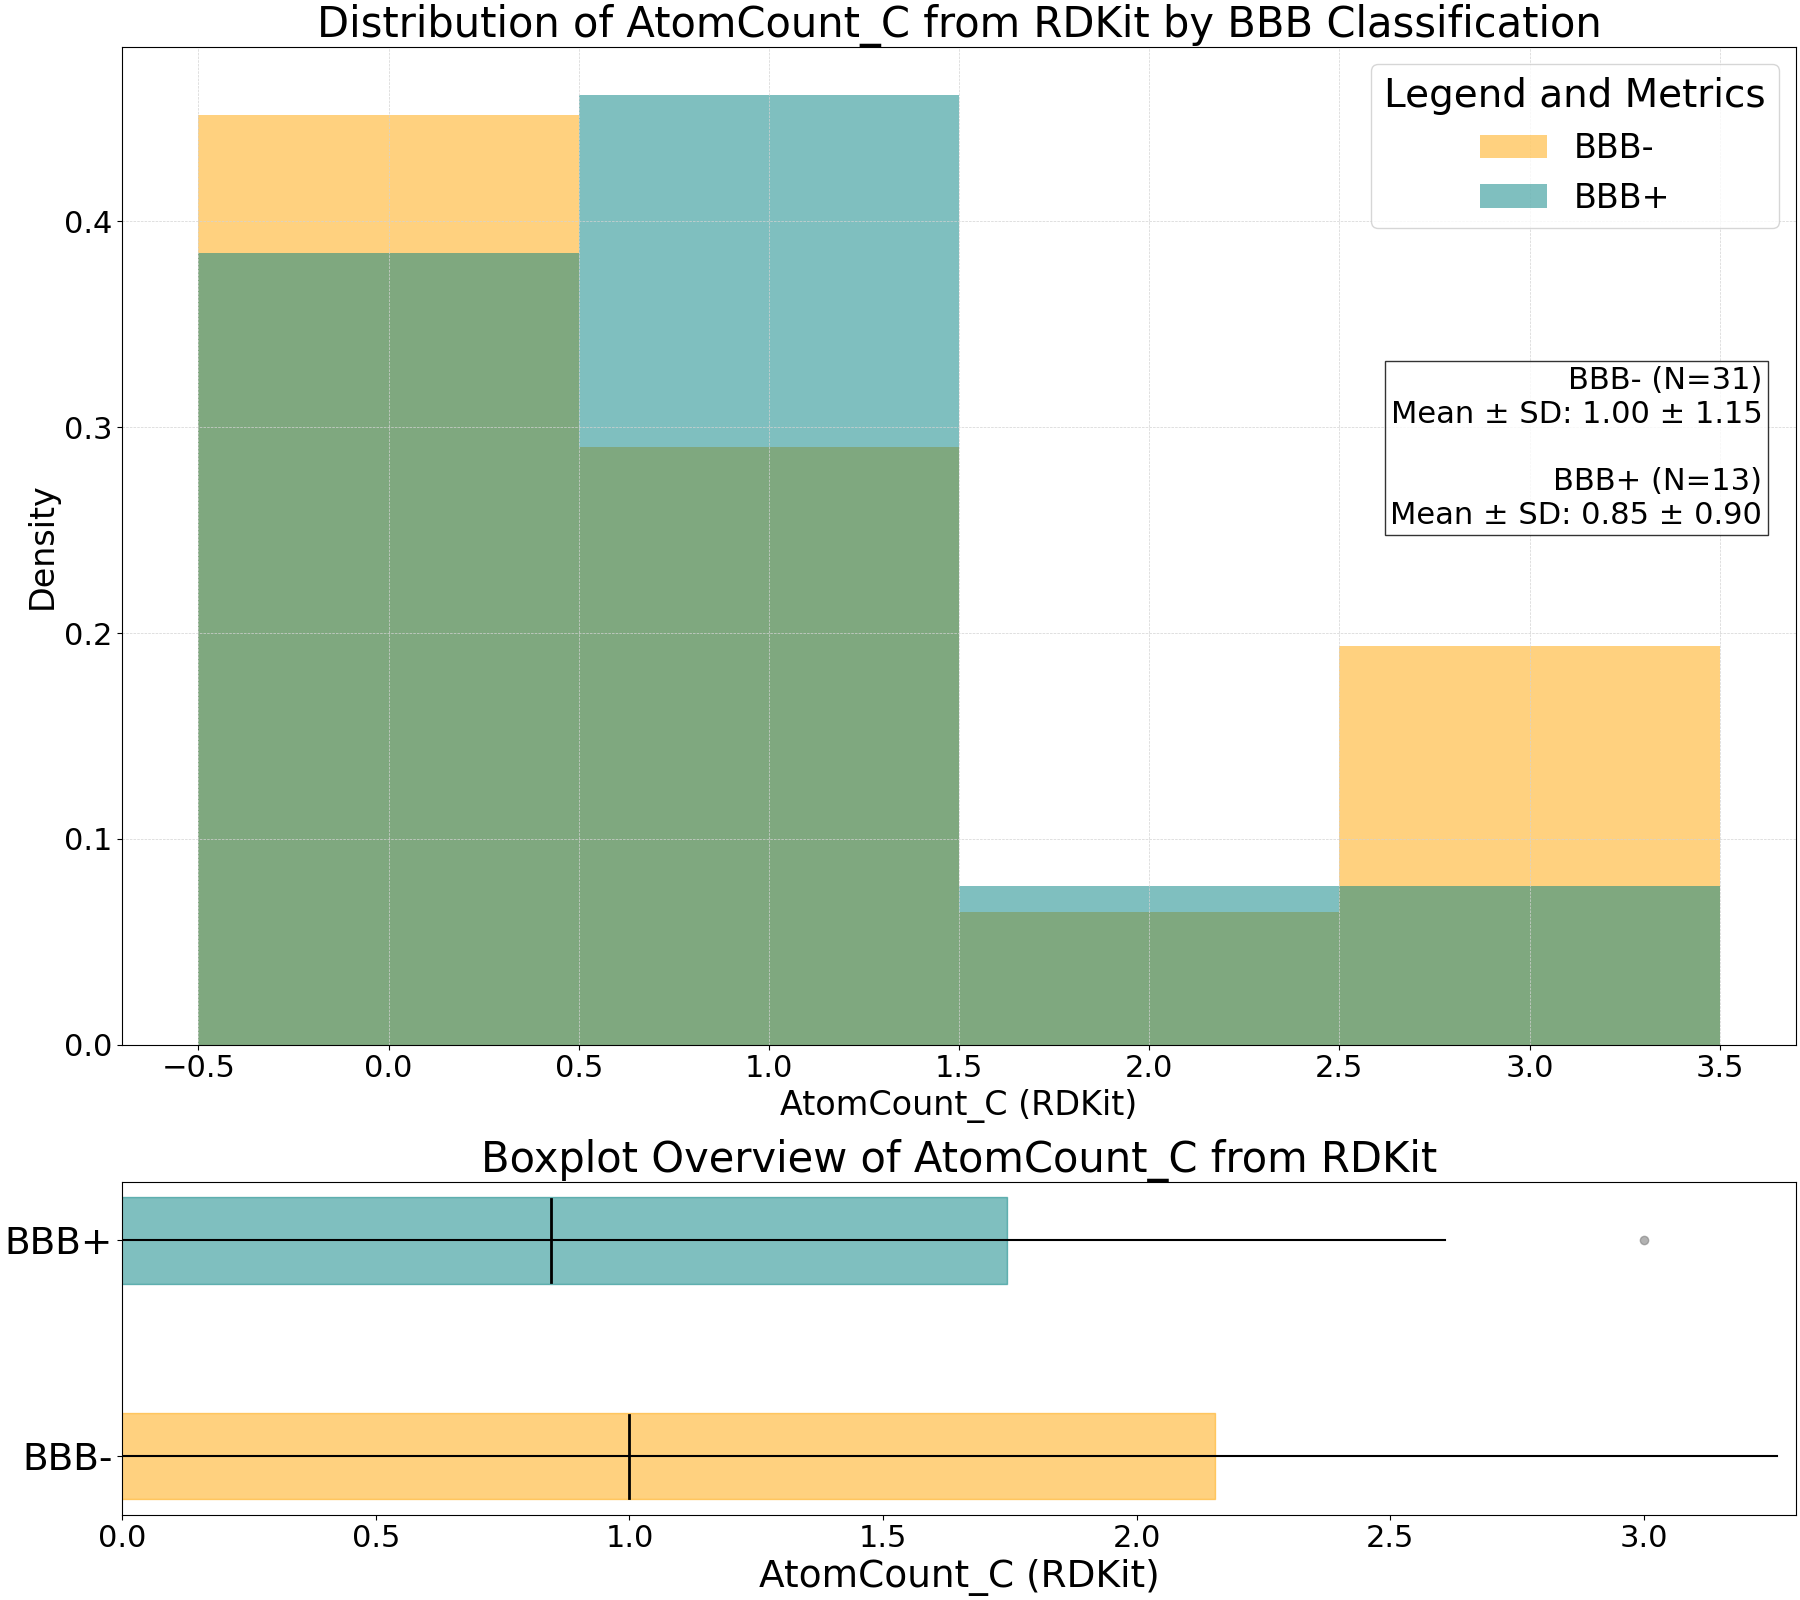 Distribution of AtomCount_C from RDKit by BBB Classification
Legend and Metrics
BBB-
BBB+
BBB- (N=31)
Mean ± SD: 1.00 ± 1.15
BBB+ (N=13)
Mean ± SD: 0.85 ± 0.90
Density
0.4
0.3
0.2
0.1
0.0
−0.5 0.0 0.5 1.0 1.5 2.0 2.5 3.0 3.5
AtomCount_C (RDKit)
Boxplot Overview of AtomCount_C from RDKit
BBB+
BBB-
0.0 0.5 1.0 1.5 2.0 2.5 3.0
AtomCount_C (RDKit)